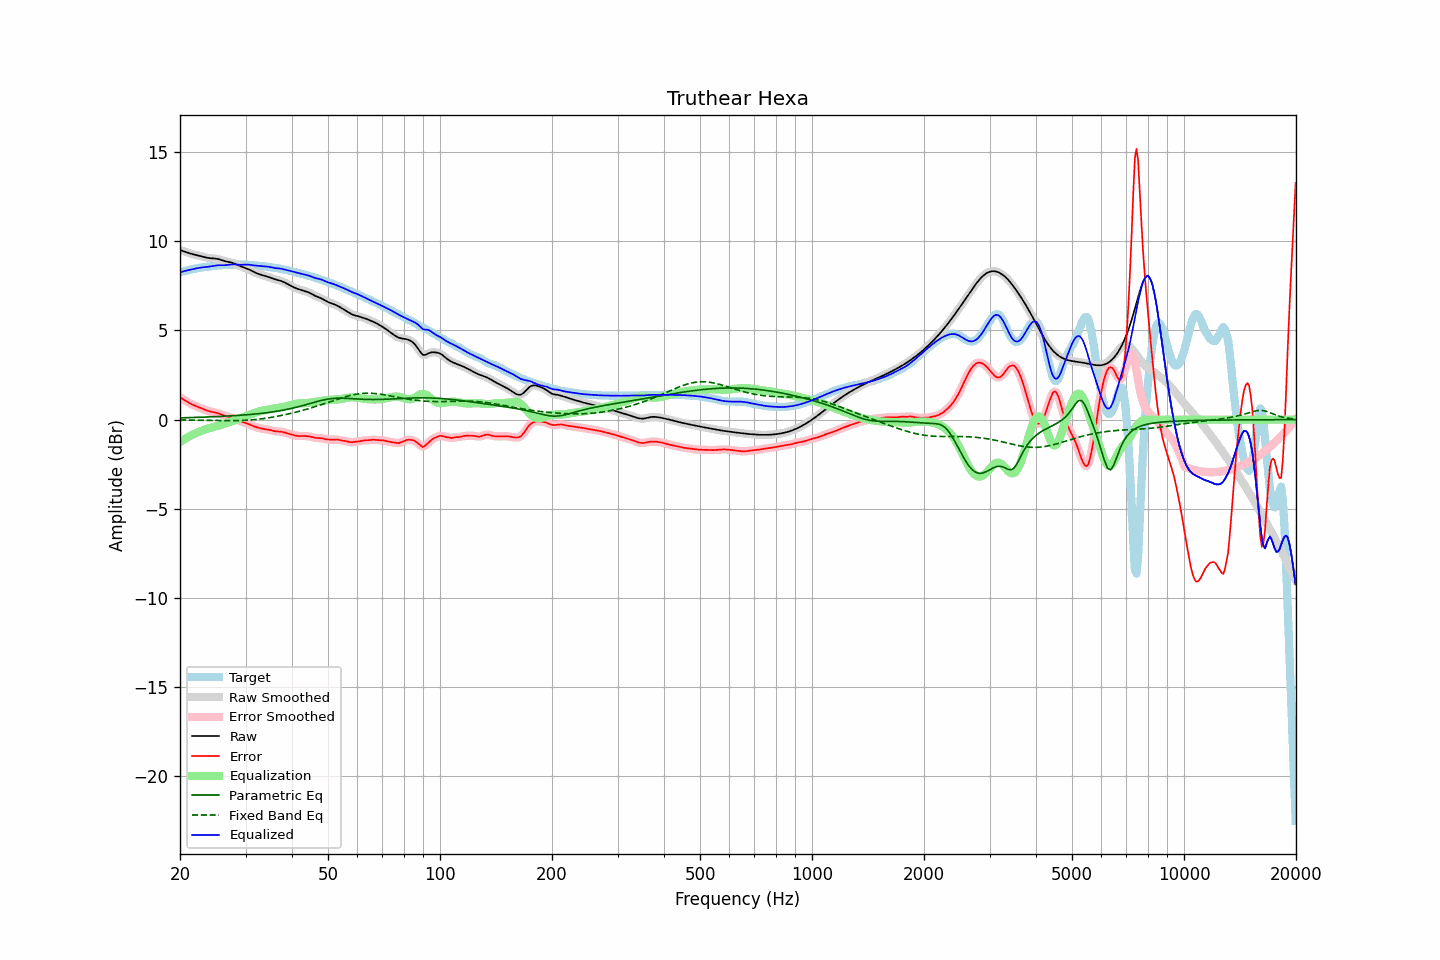 Truthear Hexa
Amplitude (dBr)
15
10
5
0
−5
−10
−15
−20
Target
Raw Smoothed
Error Smoothed
Raw
Error
Equalization
Parametric Eq
Fixed Band Eq
Equalized
20 50 100 200 500 1000 2000 5000 10000 20000
Frequency (Hz)